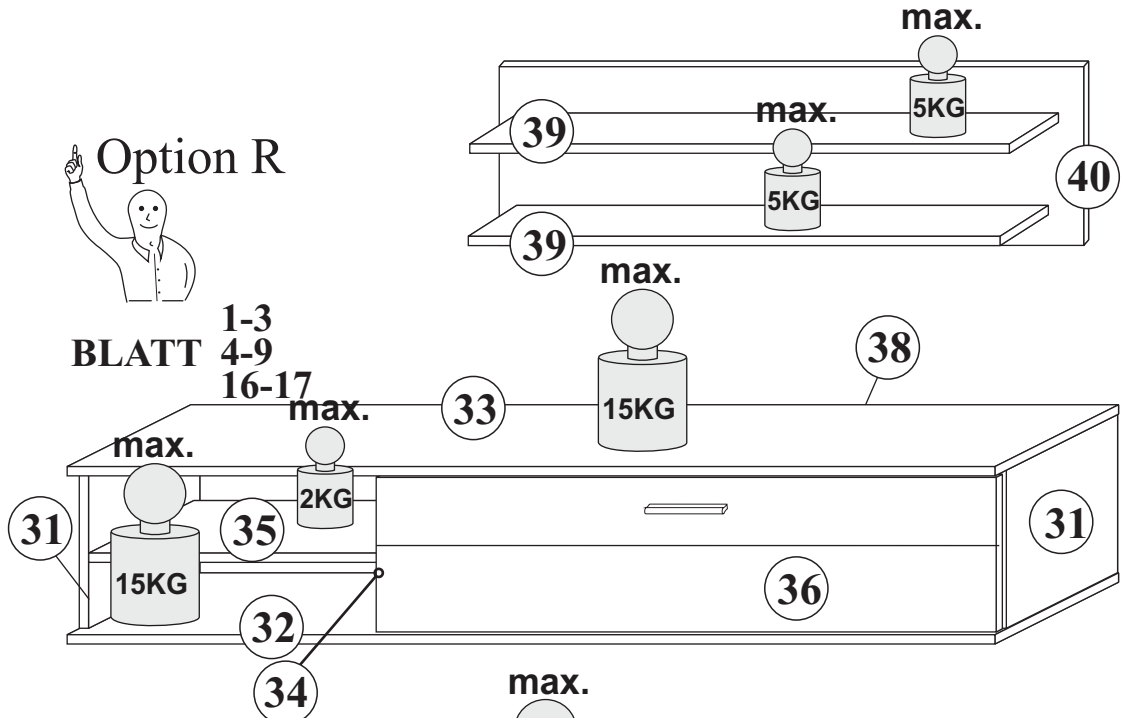 max.
5KG
max.
39
5KG
40
39
Option R
BLATT
1-3
4-9
16-17
max.
15KG
38
33
max.
2KG
max.
15KG
31
35
31
36
32
34
max.